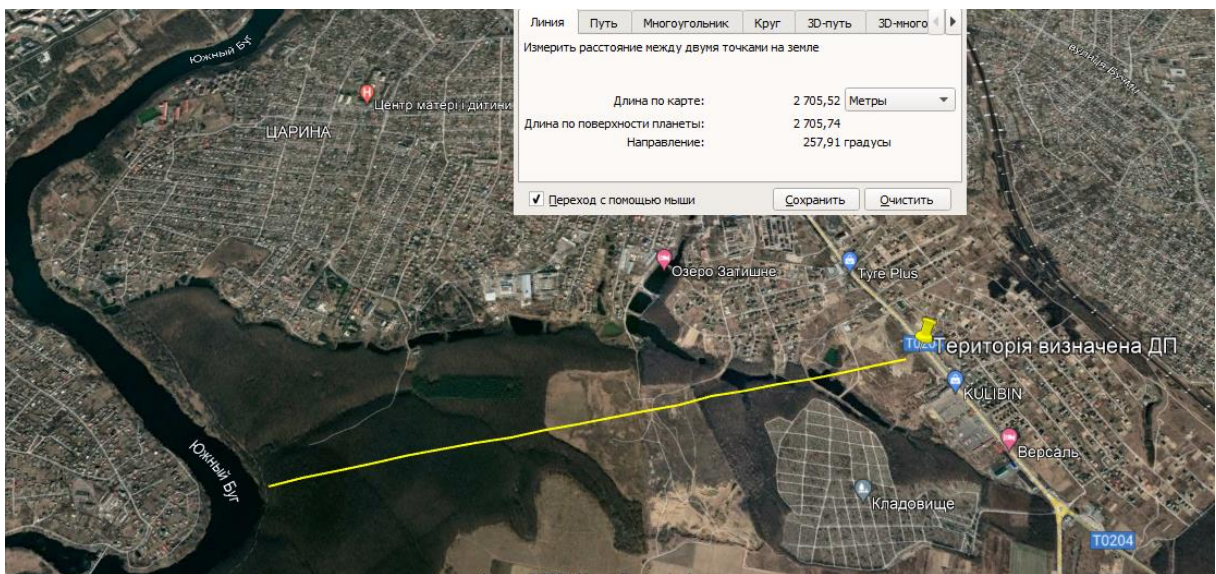 Линия Путь Многоугольник Круг 3D-путь 3D-много
Измерить расстояние между двумя точками на земле
Длина по карте: 2 705,52 Метры
Длина по поверхности планеты: 2 705,74
Направление: 257,91 градусы
Переход с помощью мыши Сохранить Очистить
Южный Буг
вулиця Бучми
Центр матері і дитини
ЦАРИНА
Озеро Затишне
Tyre Plus
Територія визначена ДП
KULIBIN
Версаль
Южный Буг
Кладовище
T0204